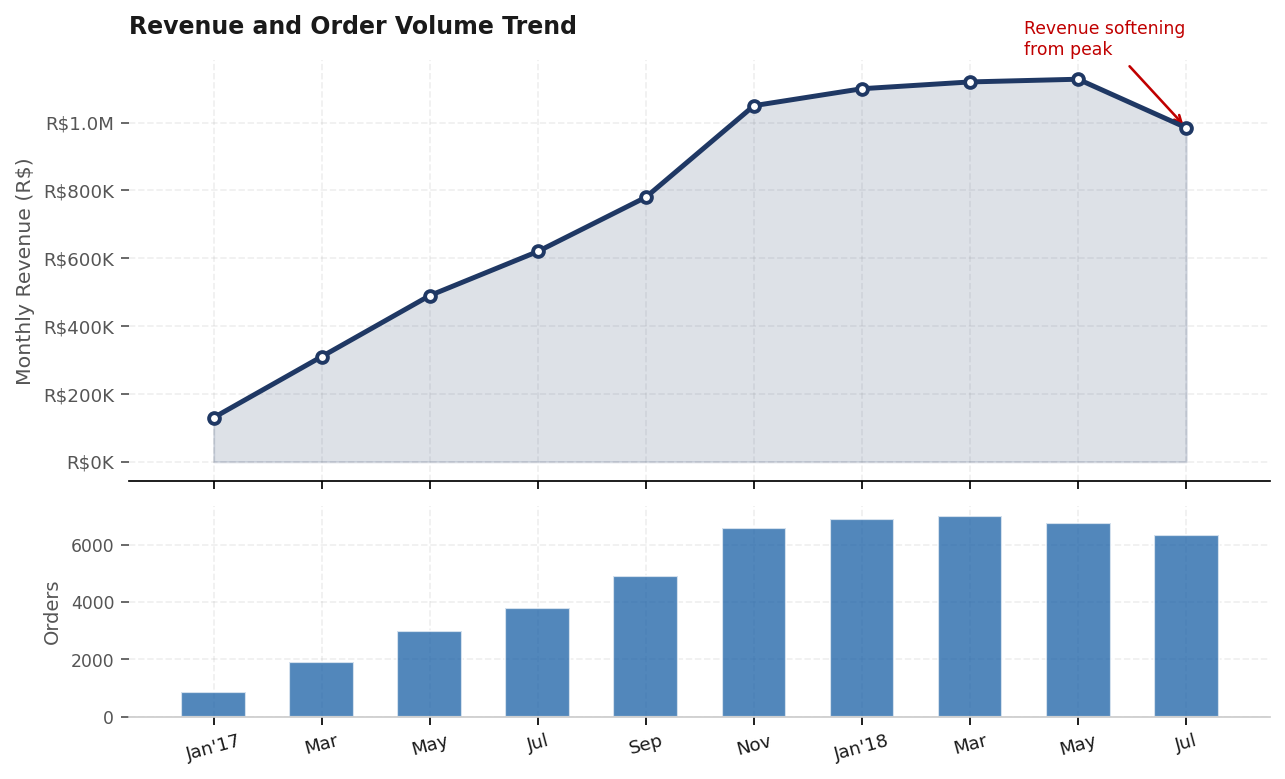 Revenue and Order Volume Trend
Revenue softening
from peak
Monthly Revenue (R$)
R$1.0M
R$800K
R$600K
R$400K
R$200K
R$0K
Orders
6000
4000
2000
0
Jan'17
Mar
May
Jul
Sep
Nov
Jan'18
Mar
May
Jul